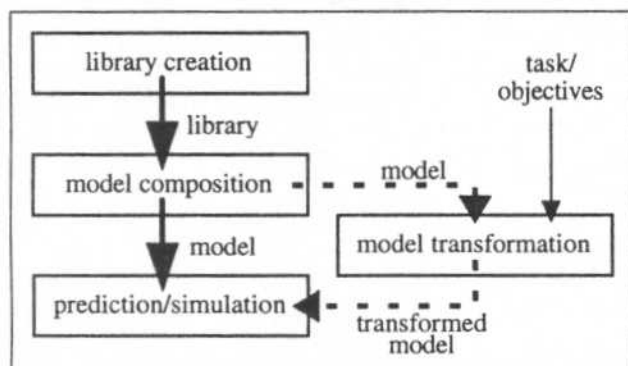 library creation
task/
objectives
library
model composition
model
model transformation
model
prediction/simulation
transformed
model